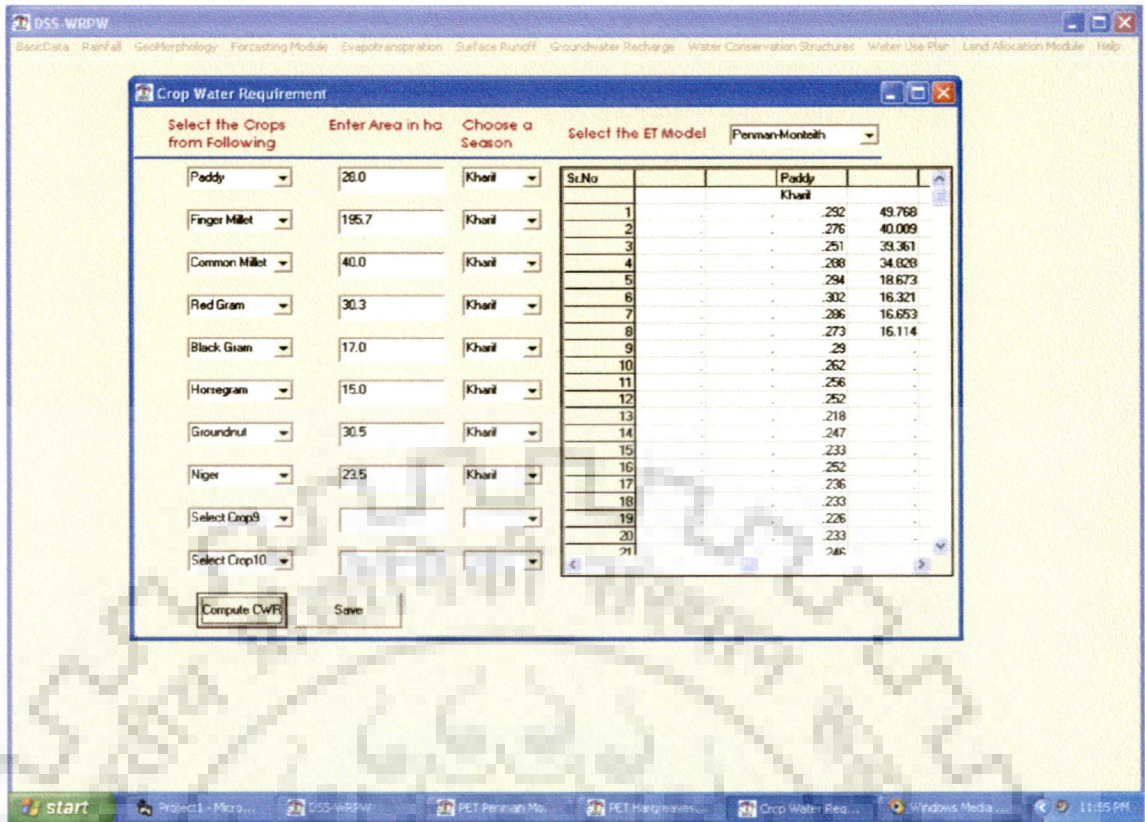 DSS-WRPW
BasicData Rainfall GeoMorphology Forcasting Module Evapotranspiration Surface Runoff Groundwater Recharge Water Conservation Structures Water Use Plan Land Allocation Module Help
Crop Water Requirement
Select the Crops from Following Enter Area in ha Choose a Season Select the ET Model Penman-Monteith
Paddy 28.0 Kharif
Finger Millet 195.7 Kharif
Common Millet 40.0 Kharif
Red Gram 30.3 Kharif
Black Gram 17.0 Kharif
Horsegram 15.0 Kharif
Groundnut 30.5 Kharif
Niger 23.5 Kharif
Select Crop9
Select Crop10
Compute CWR Save
Sr.No Paddy
Kharif
1 . . .292 49.768
2 . . .276 40.009
3 . . .251 39.361
4 . . .288 34.828
5 . . .294 18.673
6 . . .302 16.321
7 . . .286 16.653
8 . . .273 16.114
9 . . .29 .
10 . . .262 .
11 . . .256 .
12 . . .252 .
13 . . .218 .
14 . . .247 .
15 . . .233 .
16 . . .252 .
17 . . .236 .
18 . . .233 .
19 . . .226 .
20 . . .233 .
21 . . .246 .
start Project1 - Micro... DSS-WRPW PET Penman Mo... PET Hargreaves... Crop Water Req... Windows Media ... 11:55 PM